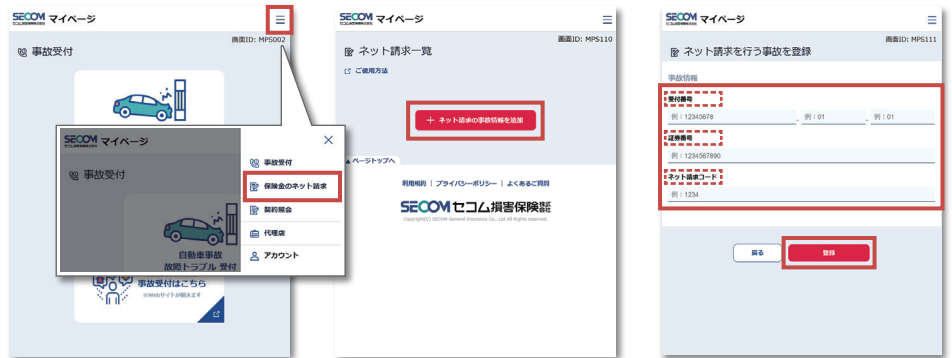 SECOM マイページ
画面ID: MPS002
事故受付
SECOM マイページ
事故受付
自動車事故
故障トラブル 受付
事故受付
保険金のネット請求
契約照会
代理店
アカウント
事故受付はこちら
※Webサイトが開きます
SECOM マイページ
画面ID: MPS110
ネット請求一覧
ご使用方法
＋ ネット請求の事故情報を追加
▲ ページトップへ
利用規約 | プライバシーポリシー | よくあるご質問
SECOM セコム損害保険株式会社
Copyright(C) SECOM General Insurance Co., Ltd All Rights reserved.
SECOM マイページ
画面ID: MPS111
ネット請求を行う事故を登録
事故情報
受付番号
例：12345678 - 例：01 - 例：01
証券番号
例：1234567890
ネット請求コード
例：1234
戻る
登録